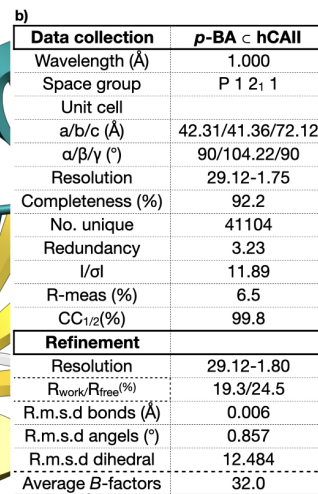 b)
Data collection p-BA ⊂ hCAII
Wavelength (Å) 1.000
Space group P 1 2₁ 1
Unit cell
a/b/c (Å) 42.31/41.36/72.12
α/β/γ (°) 90/104.22/90
Resolution 29.12-1.75
Completeness (%) 92.2
No. unique 41104
Redundancy 3.23
I/σI 11.89
R-meas (%) 6.5
CC₁/₂(%) 99.8
Refinement
Resolution 29.12-1.80
Rwork/Rfree(%) 19.3/24.5
R.m.s.d bonds (Å) 0.006
R.m.s.d angels (°) 0.857
R.m.s.d dihedral 12.484
Average B-factors 32.0